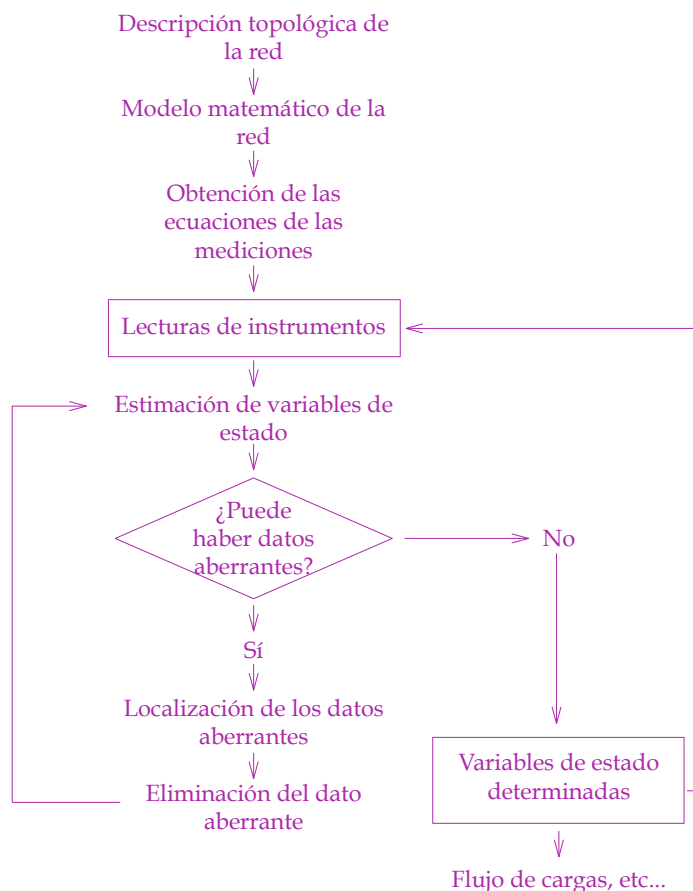 Descripción topológica de
la red
Modelo matemático de la
red
Obtención de las
ecuaciones de las
mediciones
Lecturas de instrumentos
Estimación de variables de
estado
¿Puede
haber datos
aberrantes?
No
Sí
Localización de los datos
aberrantes
Eliminación del dato
aberrante
Variables de estado
determinadas
Flujo de cargas, etc...